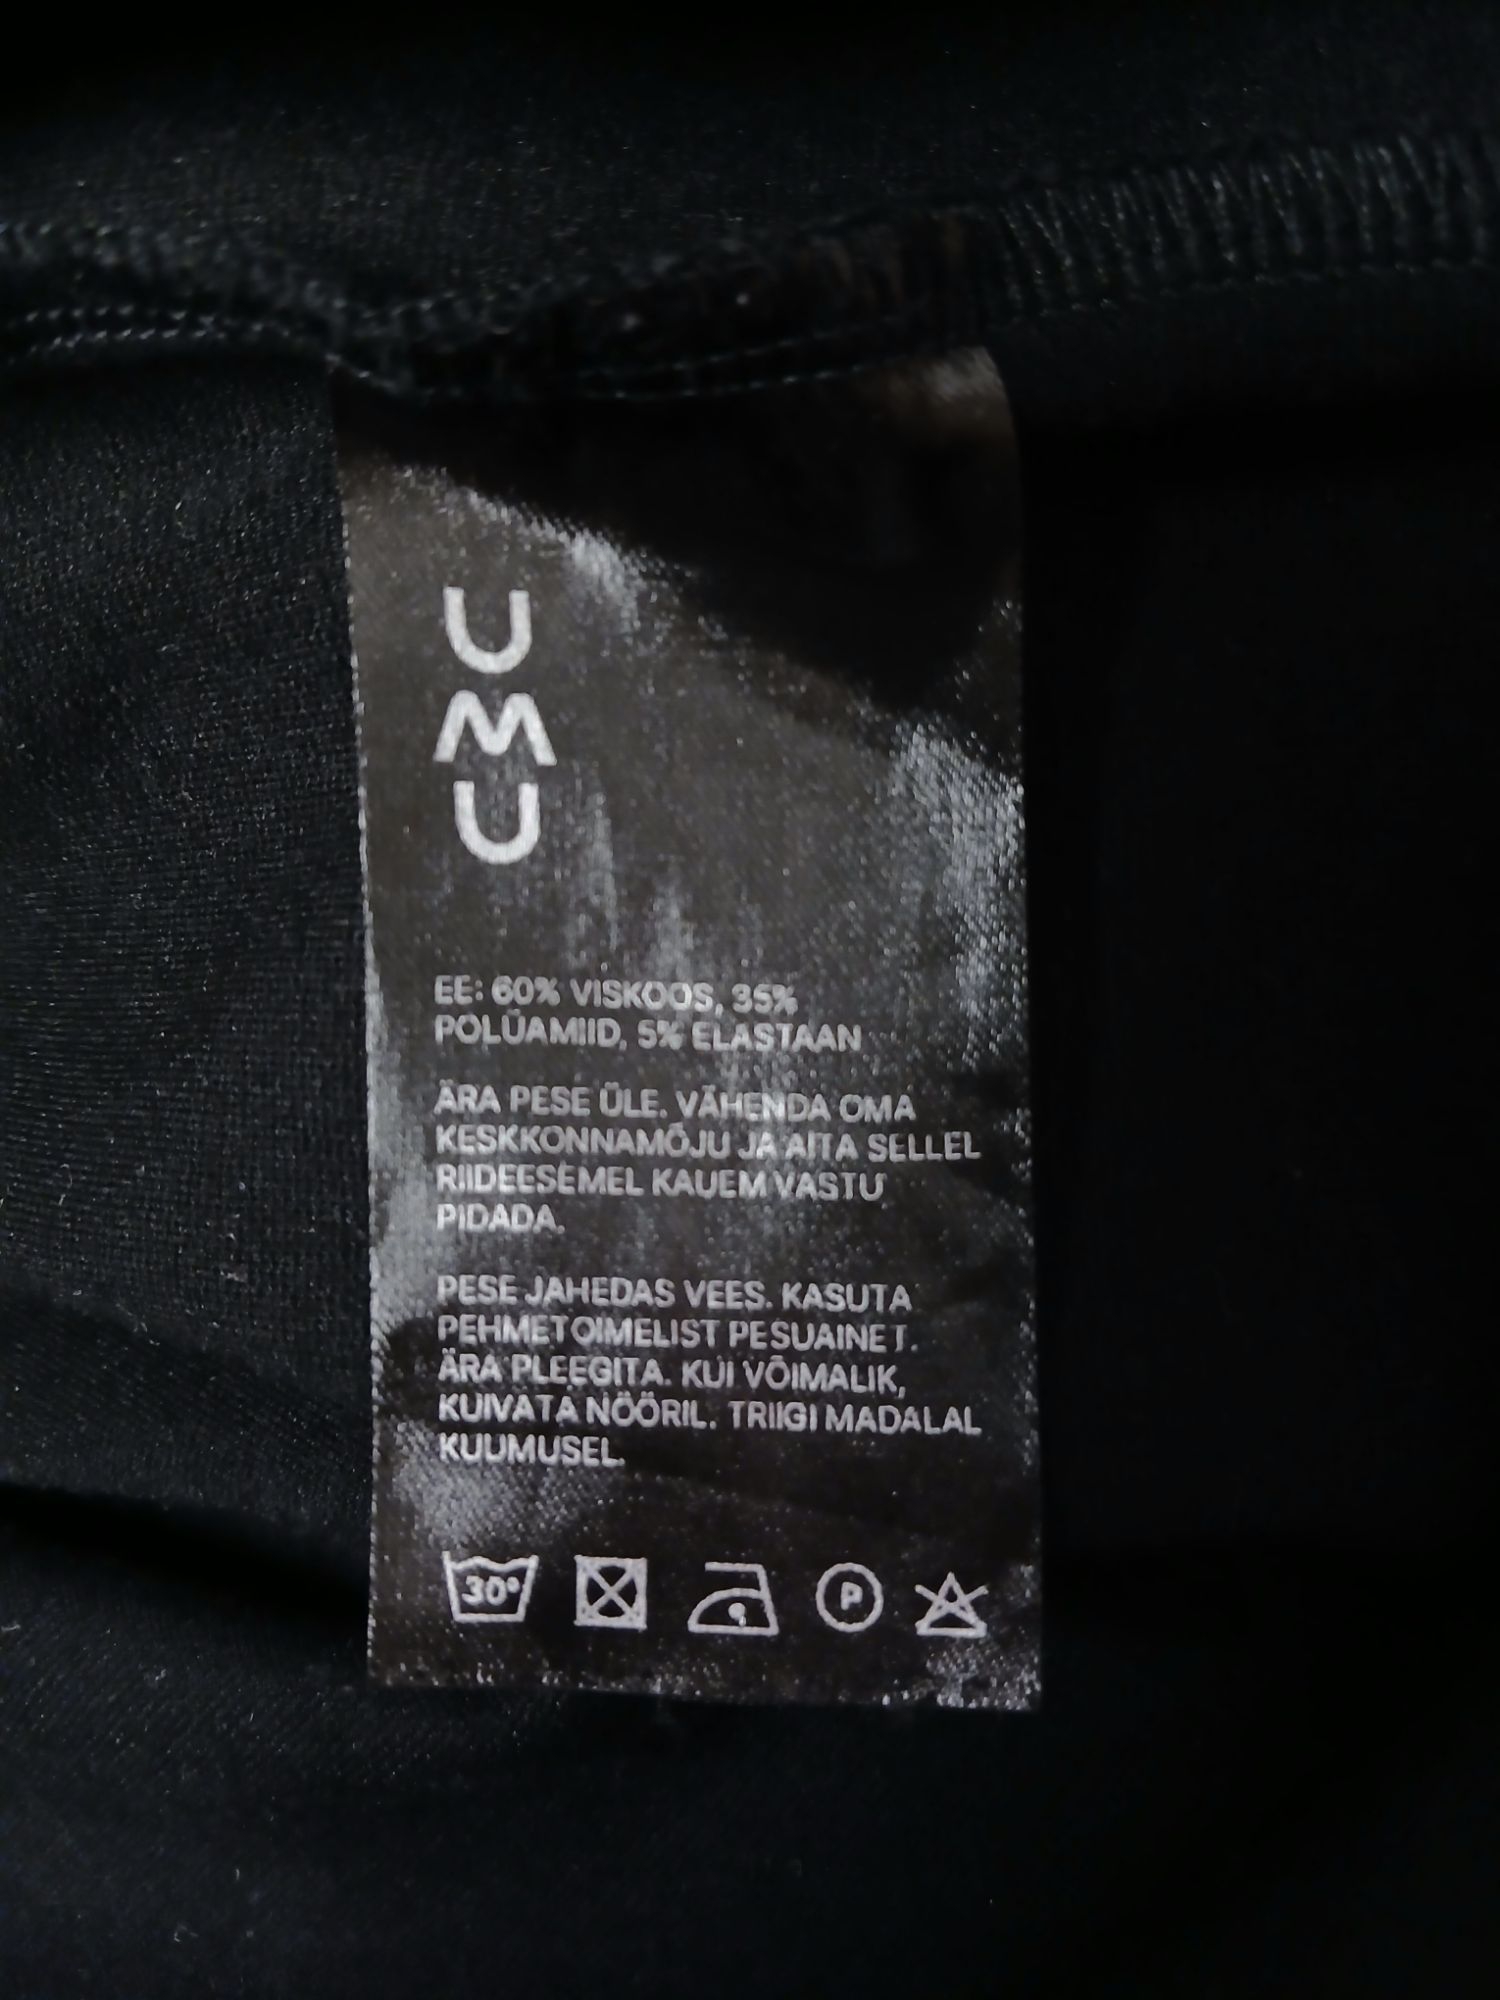 U
M
U
EE: 60% VISKOOS, 35%
POLÜAMIID, 5% ELASTAAN
ÄRA PESE ÜLE. VÄHENDA OMA
KESKKONNAMÕJU JA AITA SELLEL
RIIDEESEMEL KAUEM VASTU
PIDADA.
PESE JAHEDAS VEES. KASUTA
PEHMETOIMELIST PESUAINET.
ÄRA PLEEGITA. KUI VÕIMALIK,
KUIVATA NÖÖRIL. TRIIGI MADALAL
KUUMUSEL.
30° P